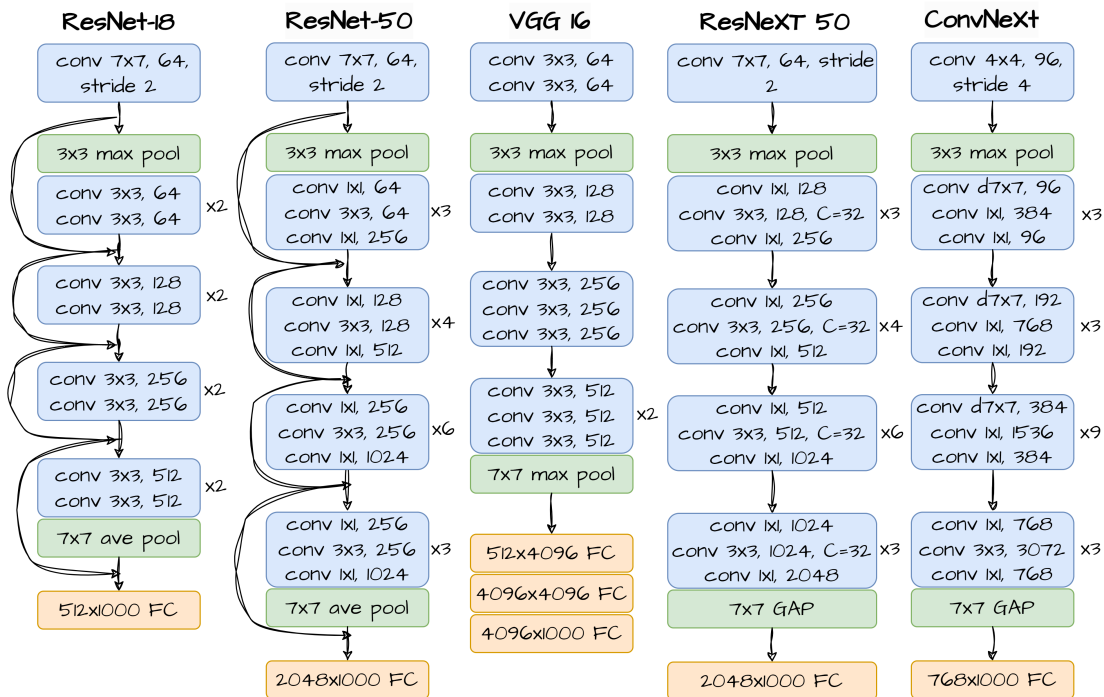 ResNet-18
conv 7x7, 64,
stride 2
3x3 max pool
conv 3x3, 64
conv 3x3, 64
x2
conv 3x3, 128
conv 3x3, 128
x2
conv 3x3, 256
conv 3x3, 256
x2
conv 3x3, 512
conv 3x3, 512
x2
7x7 ave pool
512x1000 FC
ResNet-50
conv 7x7, 64,
stride 2
3x3 max pool
conv 1x1, 64
conv 3x3, 64
conv 1x1, 256
x3
conv 1x1, 128
conv 3x3, 128
conv 1x1, 512
x4
conv 1x1, 256
conv 3x3, 256
conv 1x1, 1024
x6
conv 1x1, 256
conv 3x3, 256
conv 1x1, 1024
x3
7x7 ave pool
2048x1000 FC
VGG 16
conv 3x3, 64
conv 3x3, 64
3x3 max pool
conv 3x3, 128
conv 3x3, 128
conv 3x3, 256
conv 3x3, 256
conv 3x3, 256
conv 3x3, 512
conv 3x3, 512
conv 3x3, 512
x2
7x7 max pool
512x4096 FC
4096x4096 FC
4096x1000 FC
ResNeXT 50
conv 7x7, 64, stride
2
3x3 max pool
conv 1x1, 128
conv 3x3, 128, C=32
conv 1x1, 256
x3
conv 1x1, 256
conv 3x3, 256, C=32
conv 1x1, 512
x4
conv 1x1, 512
conv 3x3, 512, C=32
conv 1x1, 1024
x6
conv 1x1, 1024
conv 3x3, 1024, C=32
conv 1x1, 2048
x3
7x7 GAP
2048x1000 FC
ConvNeXt
conv 4x4, 96,
stride 4
3x3 max pool
conv d7x7, 96
conv 1x1, 384
conv 1x1, 96
x3
conv d7x7, 192
conv 1x1, 768
conv 1x1, 192
x3
conv d7x7, 384
conv 1x1, 1536
conv 1x1, 384
x9
conv 1x1, 768
conv 3x3, 3072
conv 1x1, 768
x3
7x7 GAP
768x1000 FC